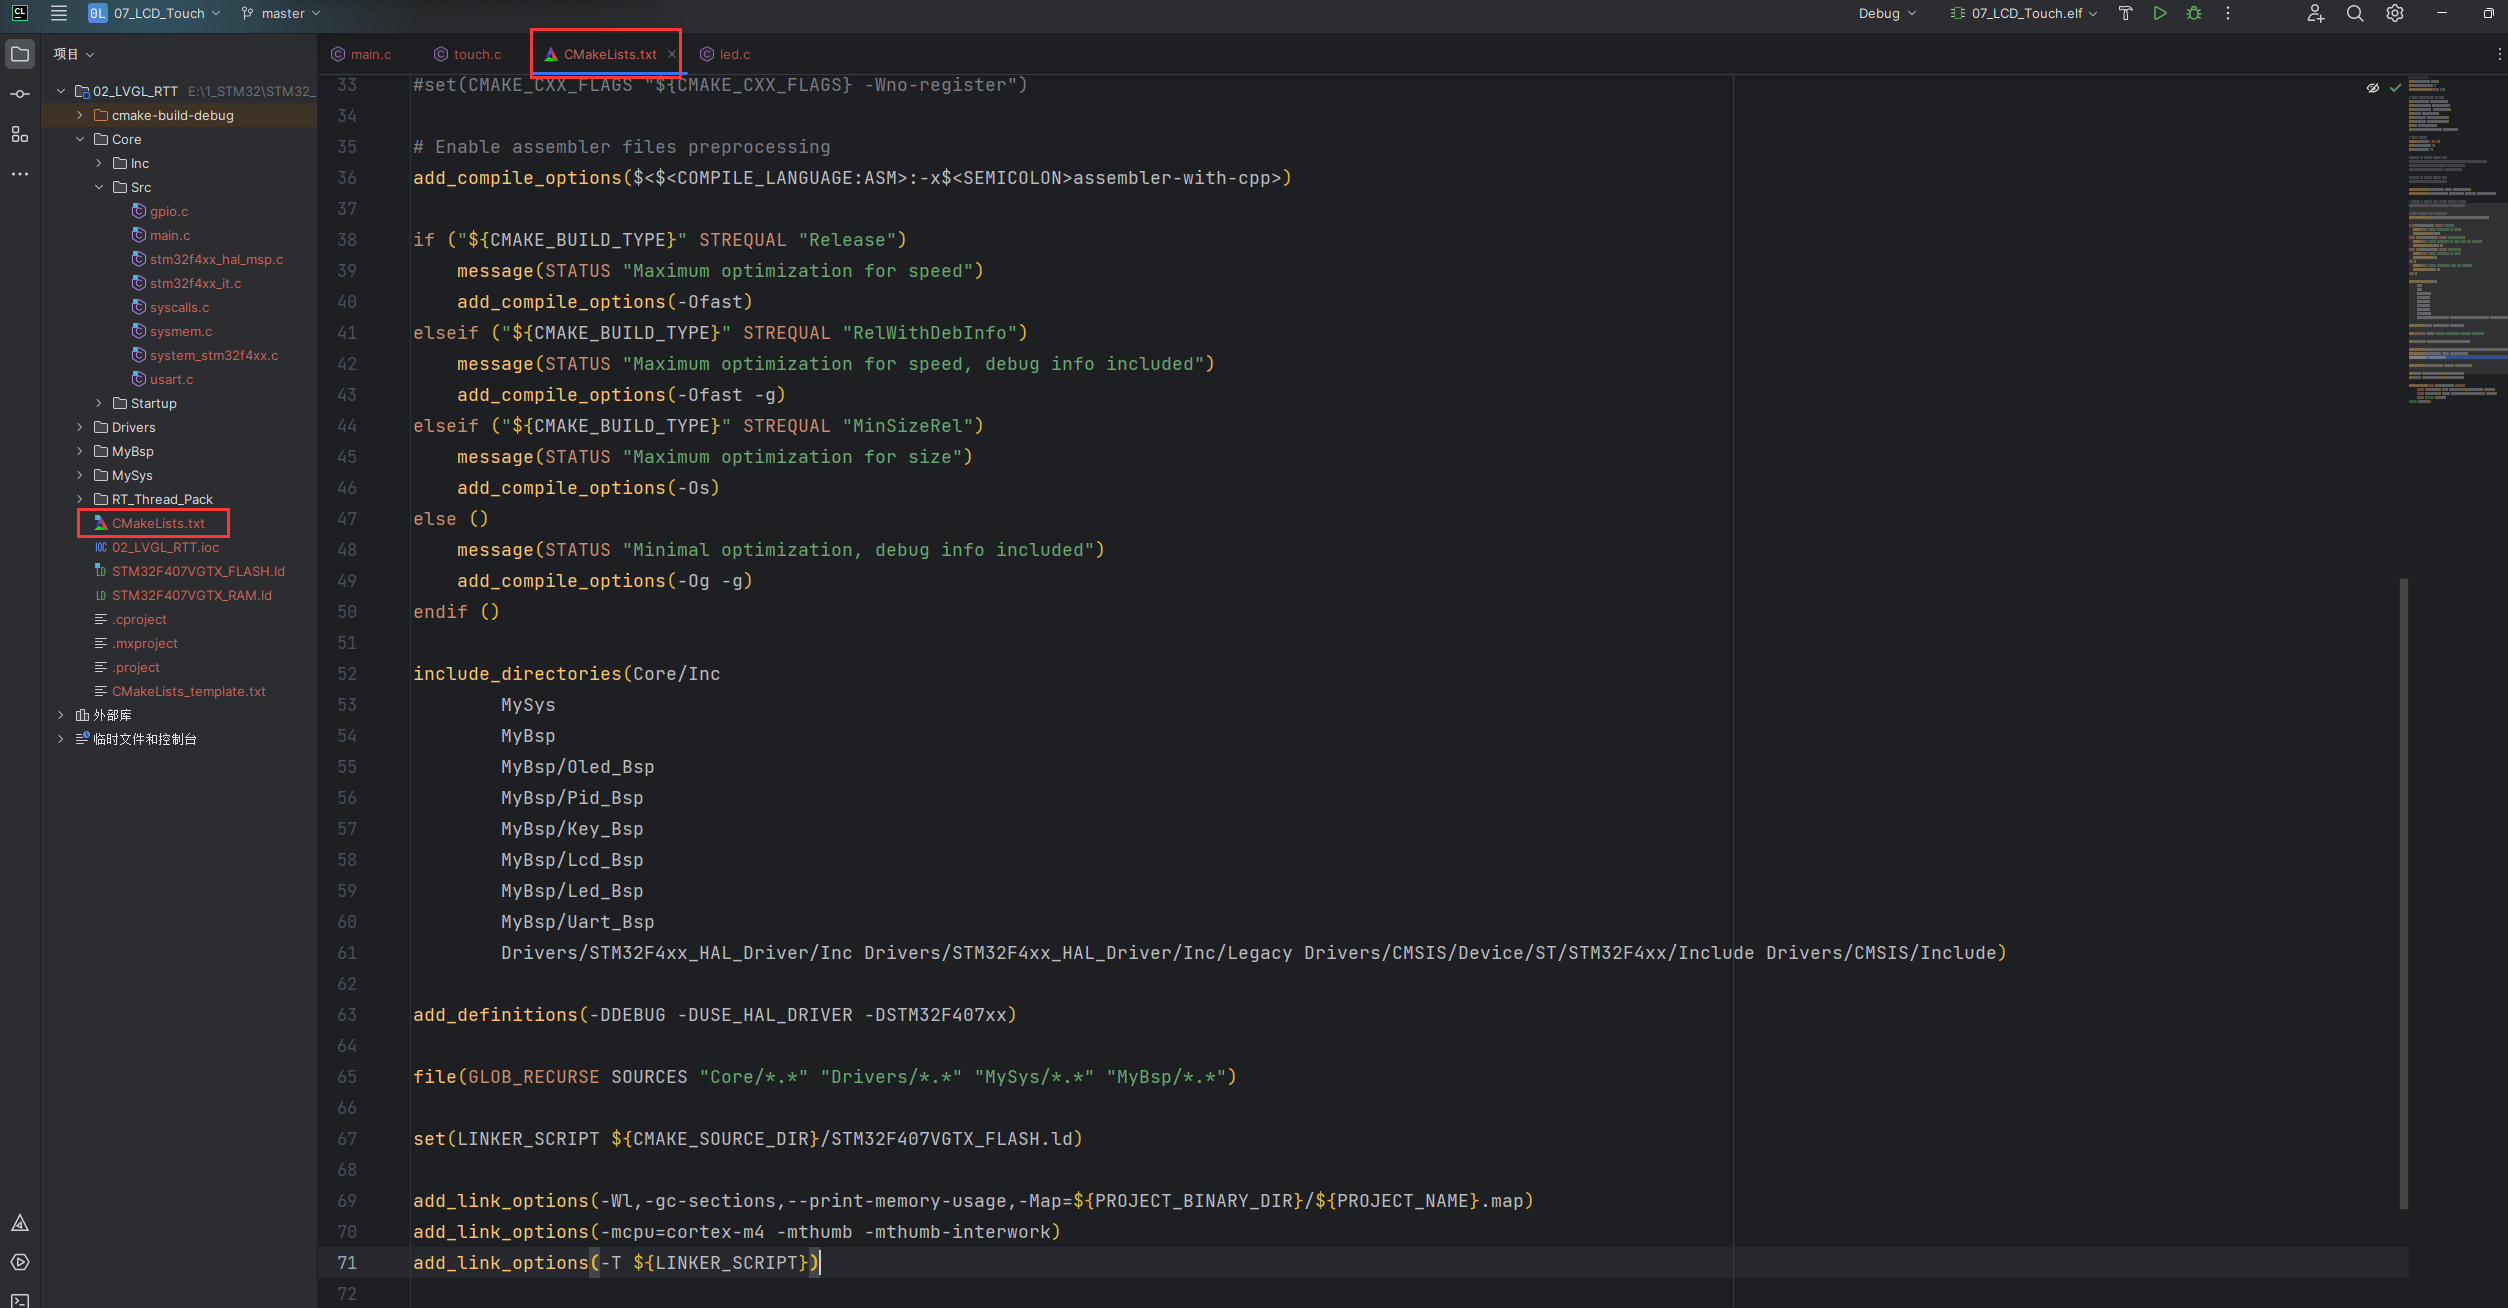 CL
0L 07_LCD_Touch
master
Debug
07_LCD_Touch.elf
项目
02_LVGL_RTT E:\1_STM32\STM32_
cmake-build-debug
Core
Inc
Src
gpio.c
main.c
stm32f4xx_hal_msp.c
stm32f4xx_it.c
syscalls.c
sysmem.c
system_stm32f4xx.c
usart.c
Startup
Drivers
MyBsp
MySys
RT_Thread_Pack
CMakeLists.txt
IOC 02_LVGL_RTT.ioc
LD STM32F407VGTX_FLASH.ld
LD STM32F407VGTX_RAM.ld
.cproject
.mxproject
.project
CMakeLists_template.txt
外部库
临时文件和控制台
main.c
touch.c
CMakeLists.txt
led.c
33 #set(CMAKE_CXX_FLAGS "${CMAKE_CXX_FLAGS} -Wno-register")
34
35 # Enable assembler files preprocessing
36 add_compile_options($<$<COMPILE_LANGUAGE:ASM>:-x$<SEMICOLON>assembler-with-cpp>)
37
38 if ("${CMAKE_BUILD_TYPE}" STREQUAL "Release")
39 message(STATUS "Maximum optimization for speed")
40 add_compile_options(-Ofast)
41 elseif ("${CMAKE_BUILD_TYPE}" STREQUAL "RelWithDebInfo")
42 message(STATUS "Maximum optimization for speed, debug info included")
43 add_compile_options(-Ofast -g)
44 elseif ("${CMAKE_BUILD_TYPE}" STREQUAL "MinSizeRel")
45 message(STATUS "Maximum optimization for size")
46 add_compile_options(-Os)
47 else ()
48 message(STATUS "Minimal optimization, debug info included")
49 add_compile_options(-Og -g)
50 endif ()
51
52 include_directories(Core/Inc
53 MySys
54 MyBsp
55 MyBsp/Oled_Bsp
56 MyBsp/Pid_Bsp
57 MyBsp/Key_Bsp
58 MyBsp/Lcd_Bsp
59 MyBsp/Led_Bsp
60 MyBsp/Uart_Bsp
61 Drivers/STM32F4xx_HAL_Driver/Inc Drivers/STM32F4xx_HAL_Driver/Inc/Legacy Drivers/CMSIS/Device/ST/STM32F4xx/Include Drivers/CMSIS/Include)
62
63 add_definitions(-DDEBUG -DUSE_HAL_DRIVER -DSTM32F407xx)
64
65 file(GLOB_RECURSE SOURCES "Core/*.*" "Drivers/*.*" "MySys/*.*" "MyBsp/*.*")
66
67 set(LINKER_SCRIPT ${CMAKE_SOURCE_DIR}/STM32F407VGTX_FLASH.ld)
68
69 add_link_options(-Wl,-gc-sections,--print-memory-usage,-Map=${PROJECT_BINARY_DIR}/${PROJECT_NAME}.map)
70 add_link_options(-mcpu=cortex-m4 -mthumb -mthumb-interwork)
71 add_link_options(-T ${LINKER_SCRIPT})
72